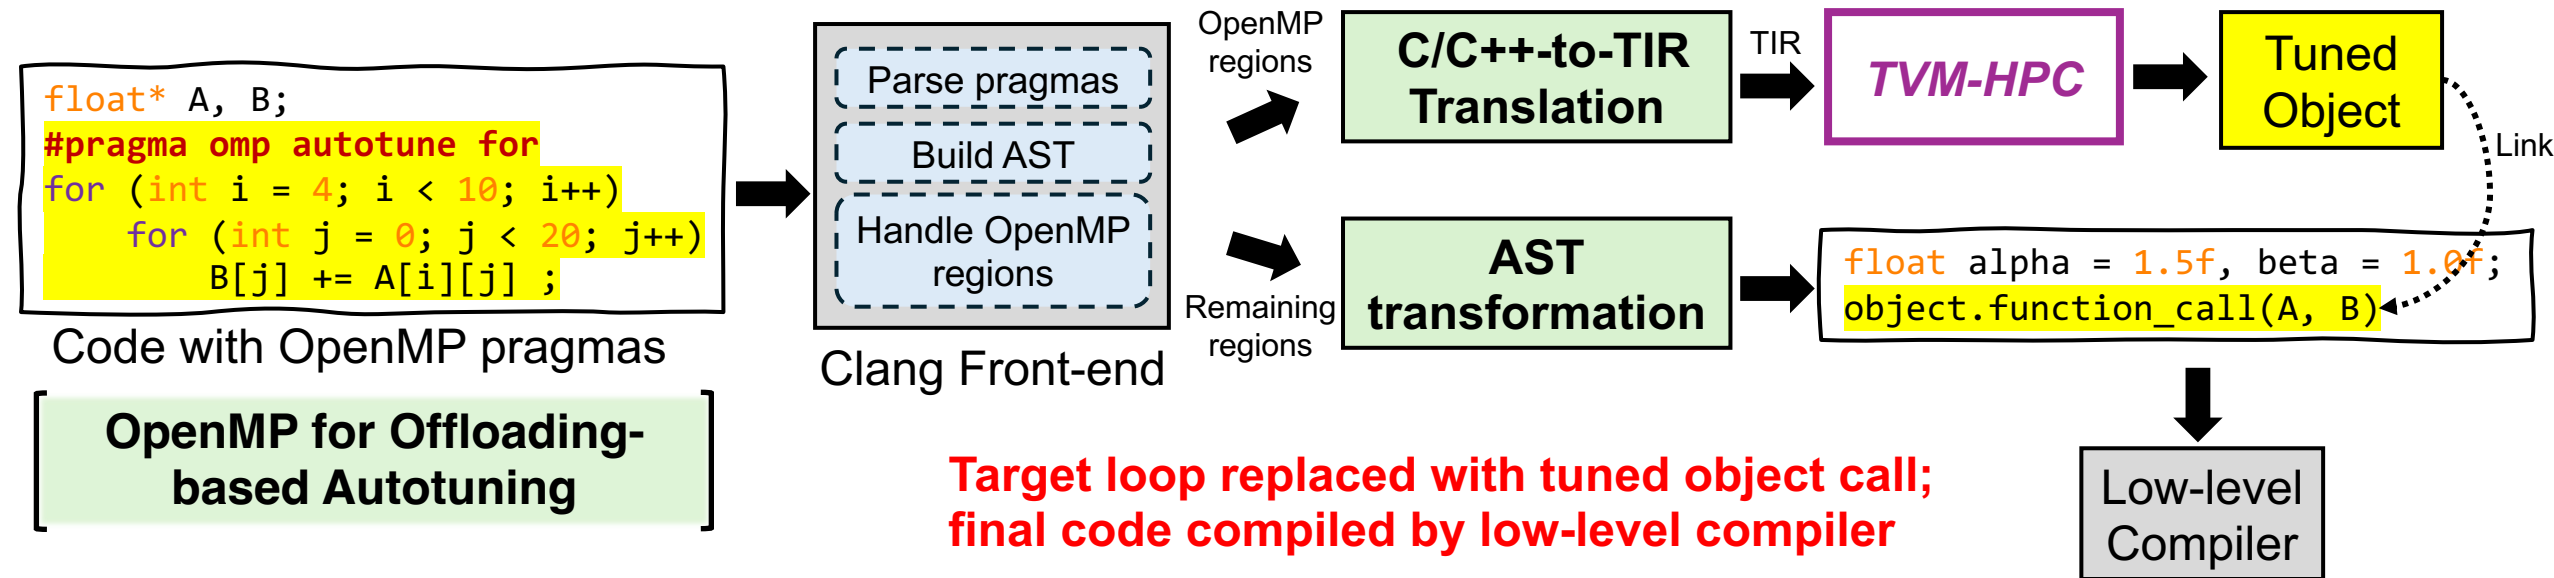 float* A, B;
#pragma omp autotune for
for (int i = 4; i < 10; i++)
for (int j = 0; j < 20; j++)
B[j] += A[i][j] ;
Code with OpenMP pragmas
OpenMP for Offloading-
based Autotuning
Parse pragmas
Build AST
Handle OpenMP
regions
Clang Front-end
OpenMP
regions
C/C++-to-TIR
Translation
TIR
TVM-HPC
Tuned
Object
Link
Remaining
regions
AST
transformation
float alpha = 1.5f, beta = 1.0f;
object.function_call(A, B)
Target loop replaced with tuned object call;
final code compiled by low-level compiler
Low-level
Compiler